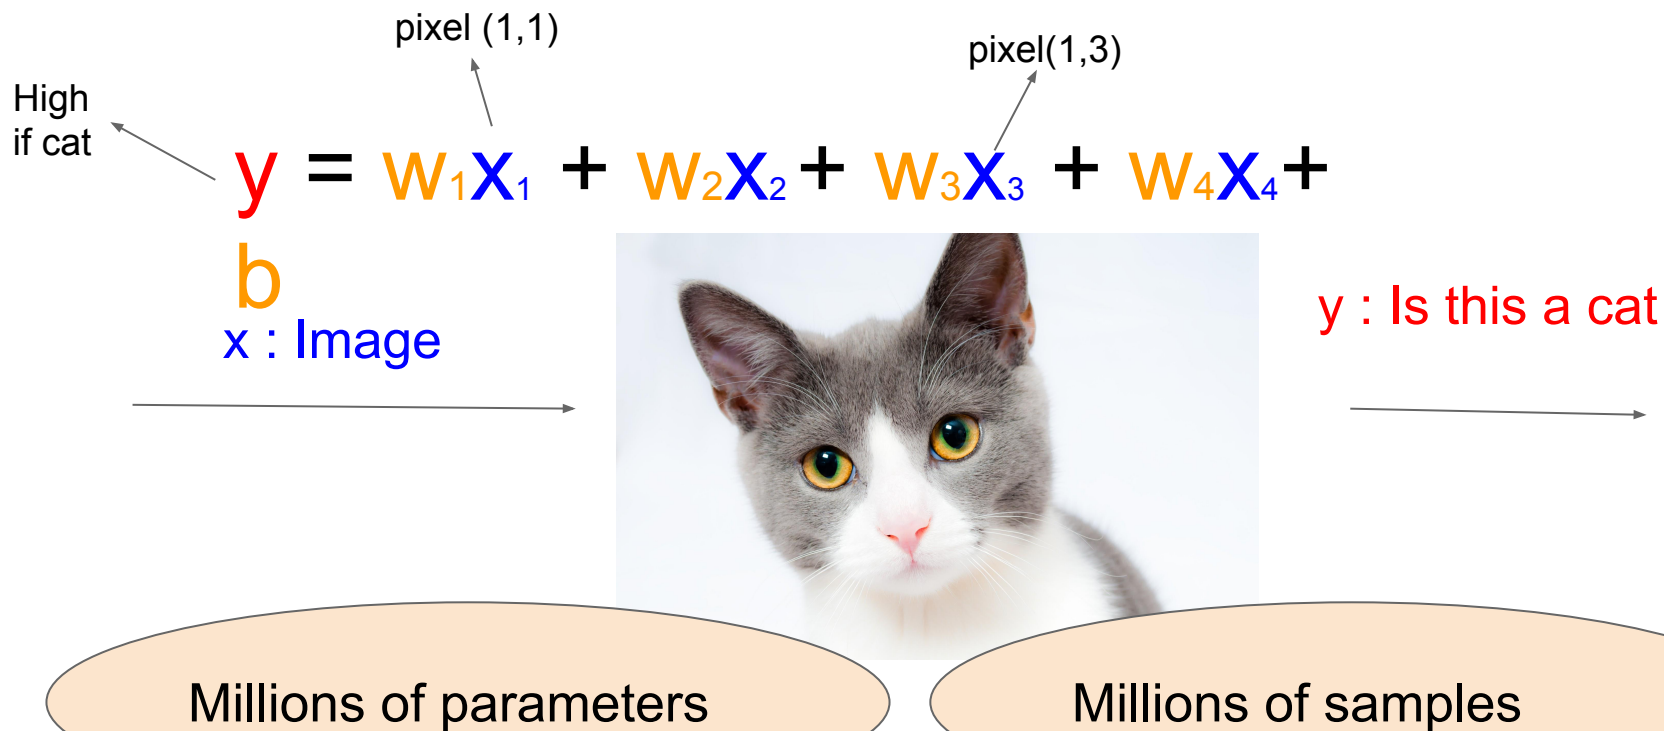 pixel (1,1)
pixel(1,3)
High
if cat
y = w₁x₁ + w₂x₂ + w₃x₃ + w₄x₄ +
b
x : Image
y : Is this a cat
Millions of parameters
Millions of samples